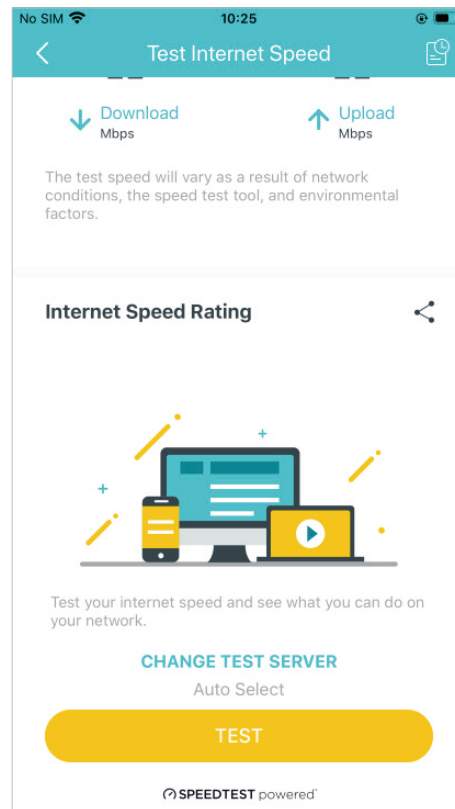 No SIM
10:25
Test Internet Speed
Download
Mbps
Upload
Mbps
The test speed will vary as a result of network
conditions, the speed test tool, and environmental
factors.
Internet Speed Rating
Test your internet speed and see what you can do on
your network.
CHANGE TEST SERVER
Auto Select
TEST
SPEEDTEST powered